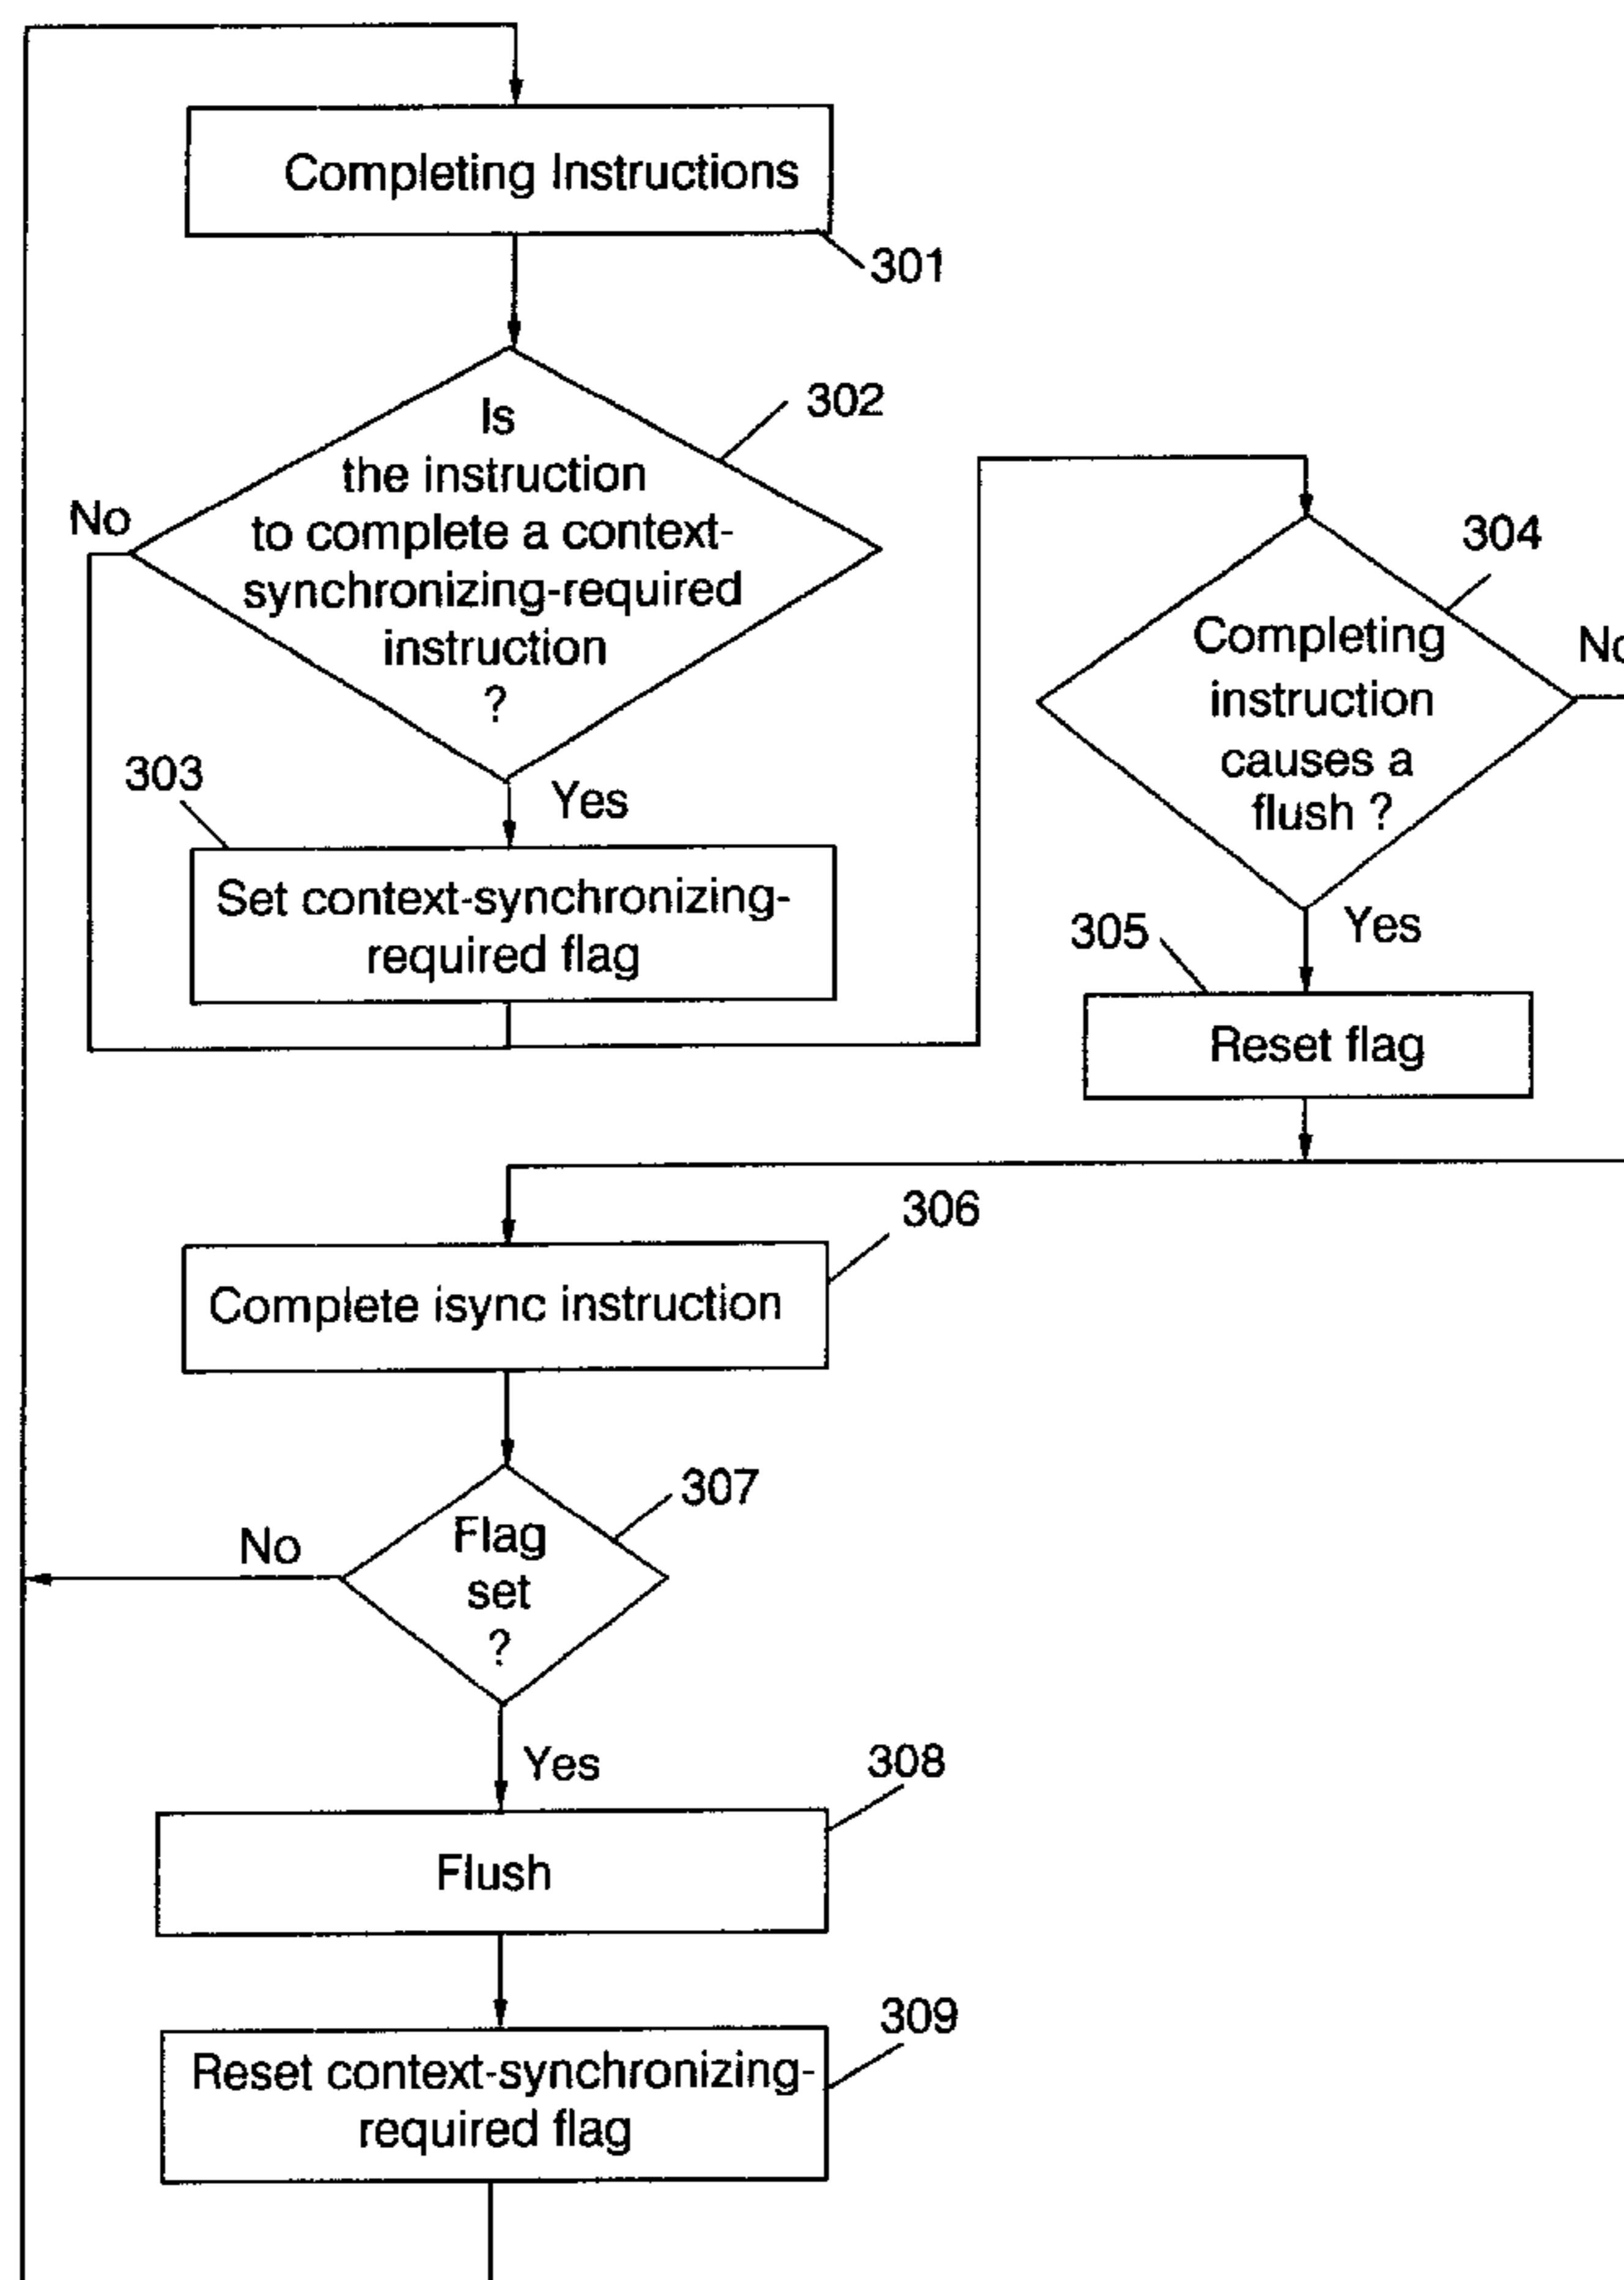 Completing Instructions
301
302
Is
the instruction
to complete a context-
synchronizing-required
instruction
?
No
303
Yes
Set context-synchronizing-
required flag
304
Completing
instruction
causes a
flush ?
No
305
Yes
Reset flag
306
Complete isync instruction
307
Flag
set
?
No
Yes
308
Flush
309
Reset context-synchronizing-
required flag